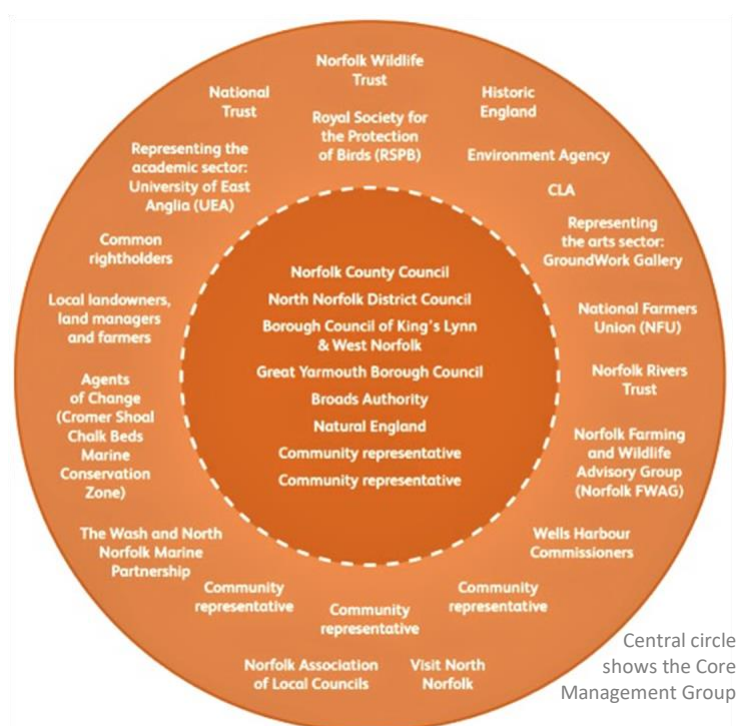 Norfolk Wildlife
Trust
National
Trust
Historic
England
Royal Society for
the Protection
of Birds (RSPB)
Representing the
academic sector:
University of East
Anglia (UEA)
Environment Agency
CLA
Common
rightholders
Representing
the arts sector:
GroundWork Gallery
Local landowners,
land managers
and farmers
National Farmers
Union (NFU)
Agents
of Change
(Cromer Shoal
Chalk Beds
Marine
Conservation
Zone)
Norfolk Rivers
Trust
Norfolk Farming
and Wildlife
Advisory Group
(Norfolk FWAG)
The Wash and North
Norfolk Marine
Partnership
Wells Harbour
Commissioners
Community
representative
Community
representative
Community
representative
Norfolk Association
of Local Councils
Visit North
Norfolk
Norfolk County Council
North Norfolk District Council
Borough Council of King's Lynn
& West Norfolk
Great Yarmouth Borough Council
Broads Authority
Natural England
Community representative
Community representative
Central circle
shows the Core
Management Group